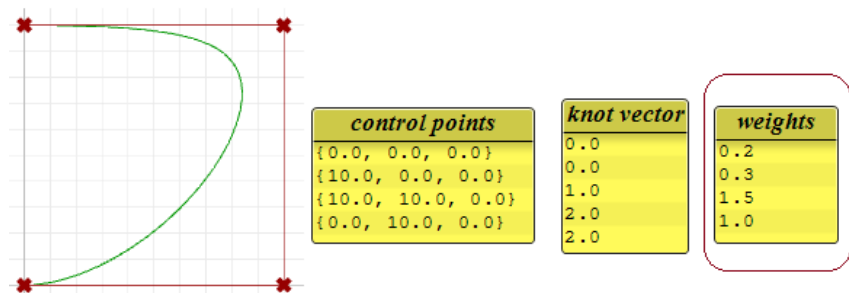 control points
{0.0, 0.0, 0.0}
{10.0, 0.0, 0.0}
{10.0, 10.0, 0.0}
{0.0, 10.0, 0.0}
knot vector
0.0
0.0
1.0
2.0
2.0
weights
0.2
0.3
1.5
1.0